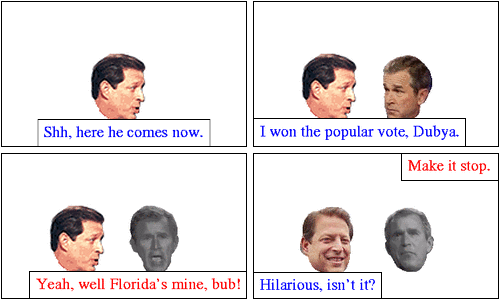 Shh, here he comes now.
I won the popular vote, Dubya.
Yeah, well Florida's mine, bub!
Make it stop.
Hilarious, isn't it?